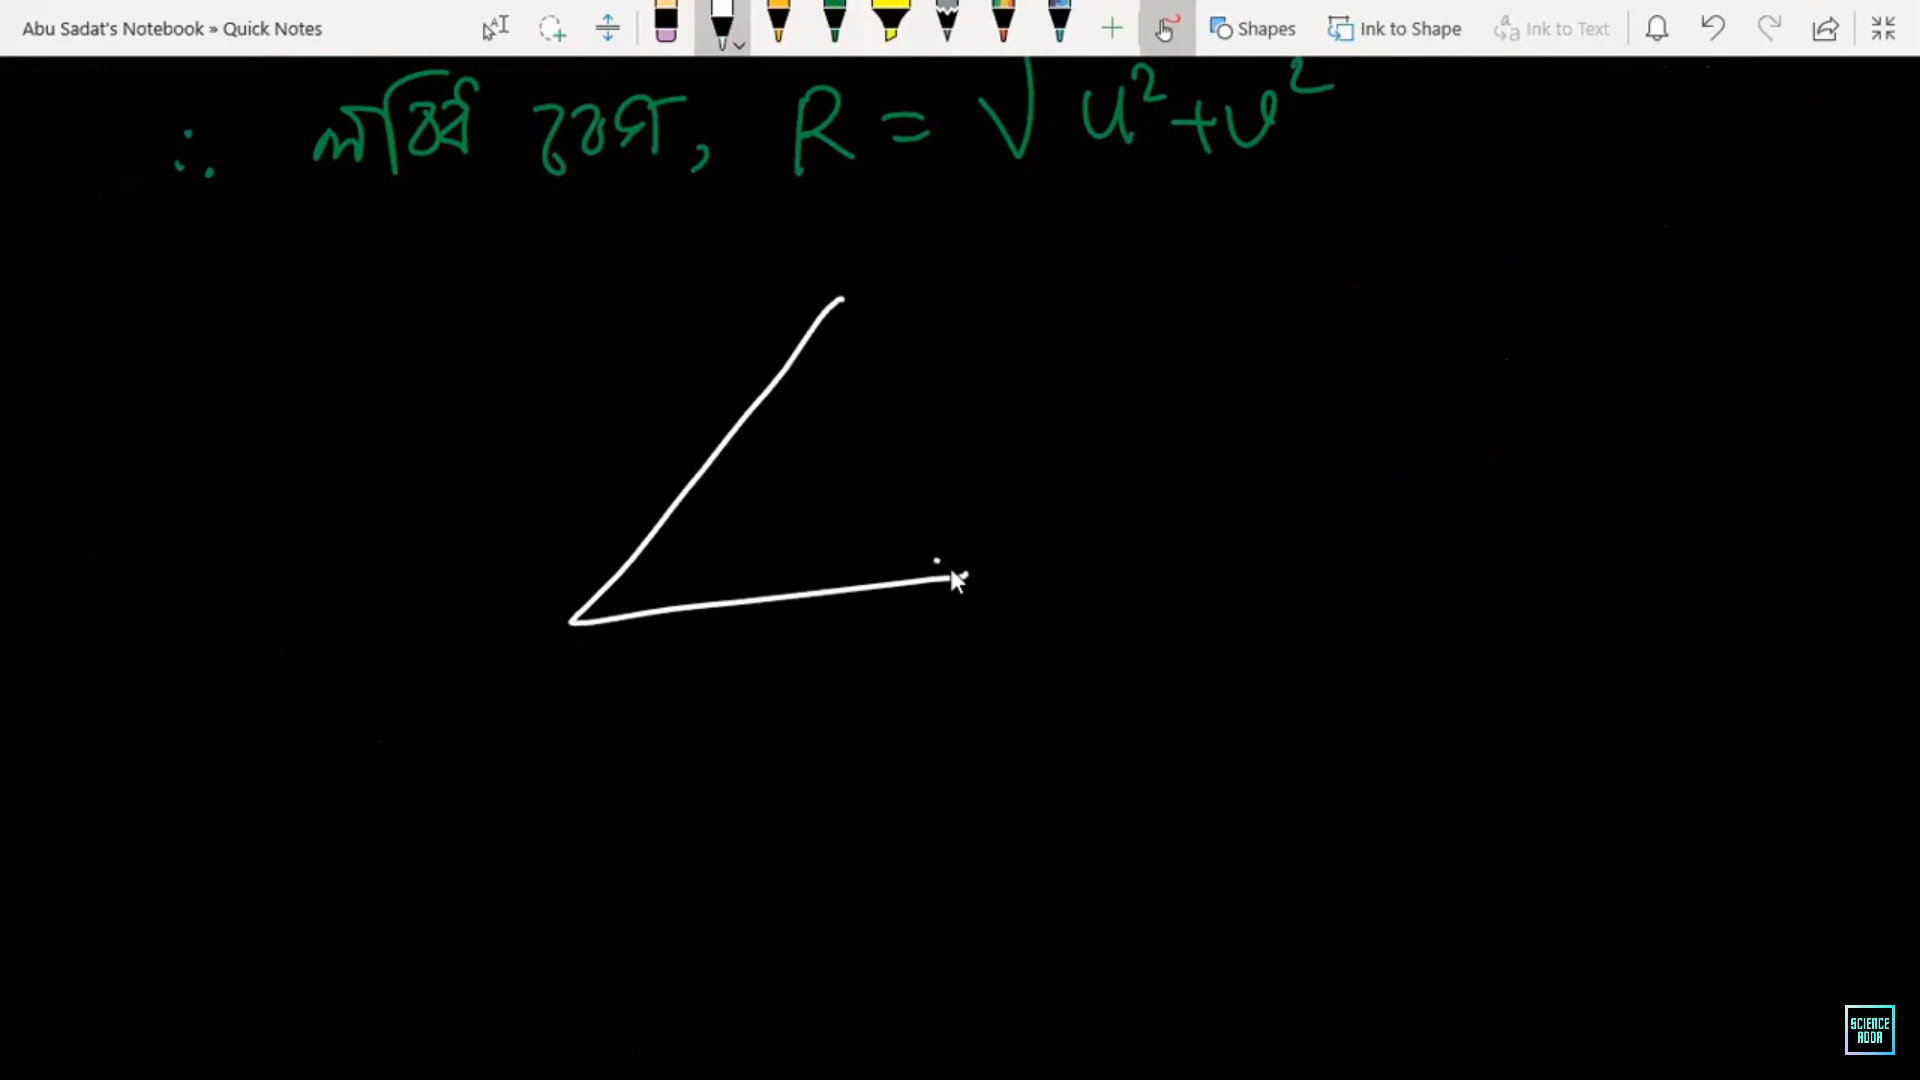 Abu Sadat's Notebook » Quick Notes
Shapes
Ink to Shape
Ink to Text
∴ লব্ধির বেগ, R = √u²+v²
SCIENCE
ADDA